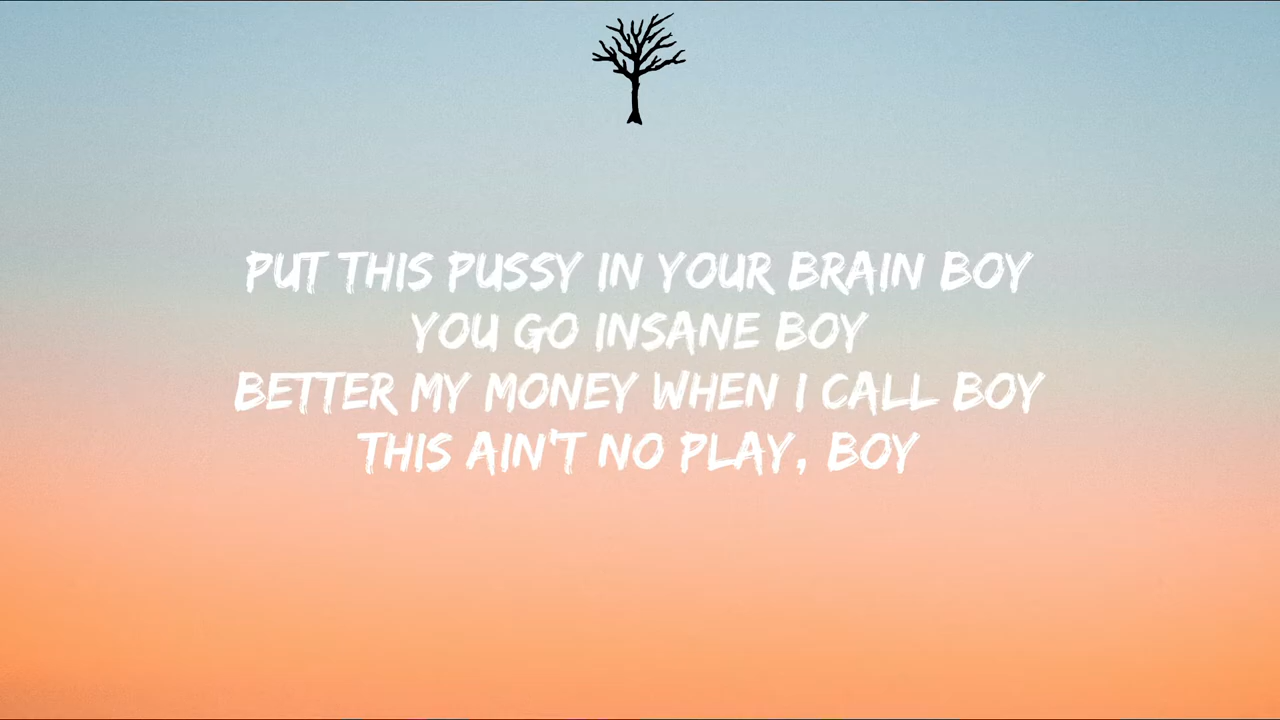 PUT THIS PUSSY IN YOUR BRAIN BOY
YOU GO INSANE BOY
BETTER MY MONEY WHEN I CALL BOY
THIS AIN'T NO PLAY, BOY